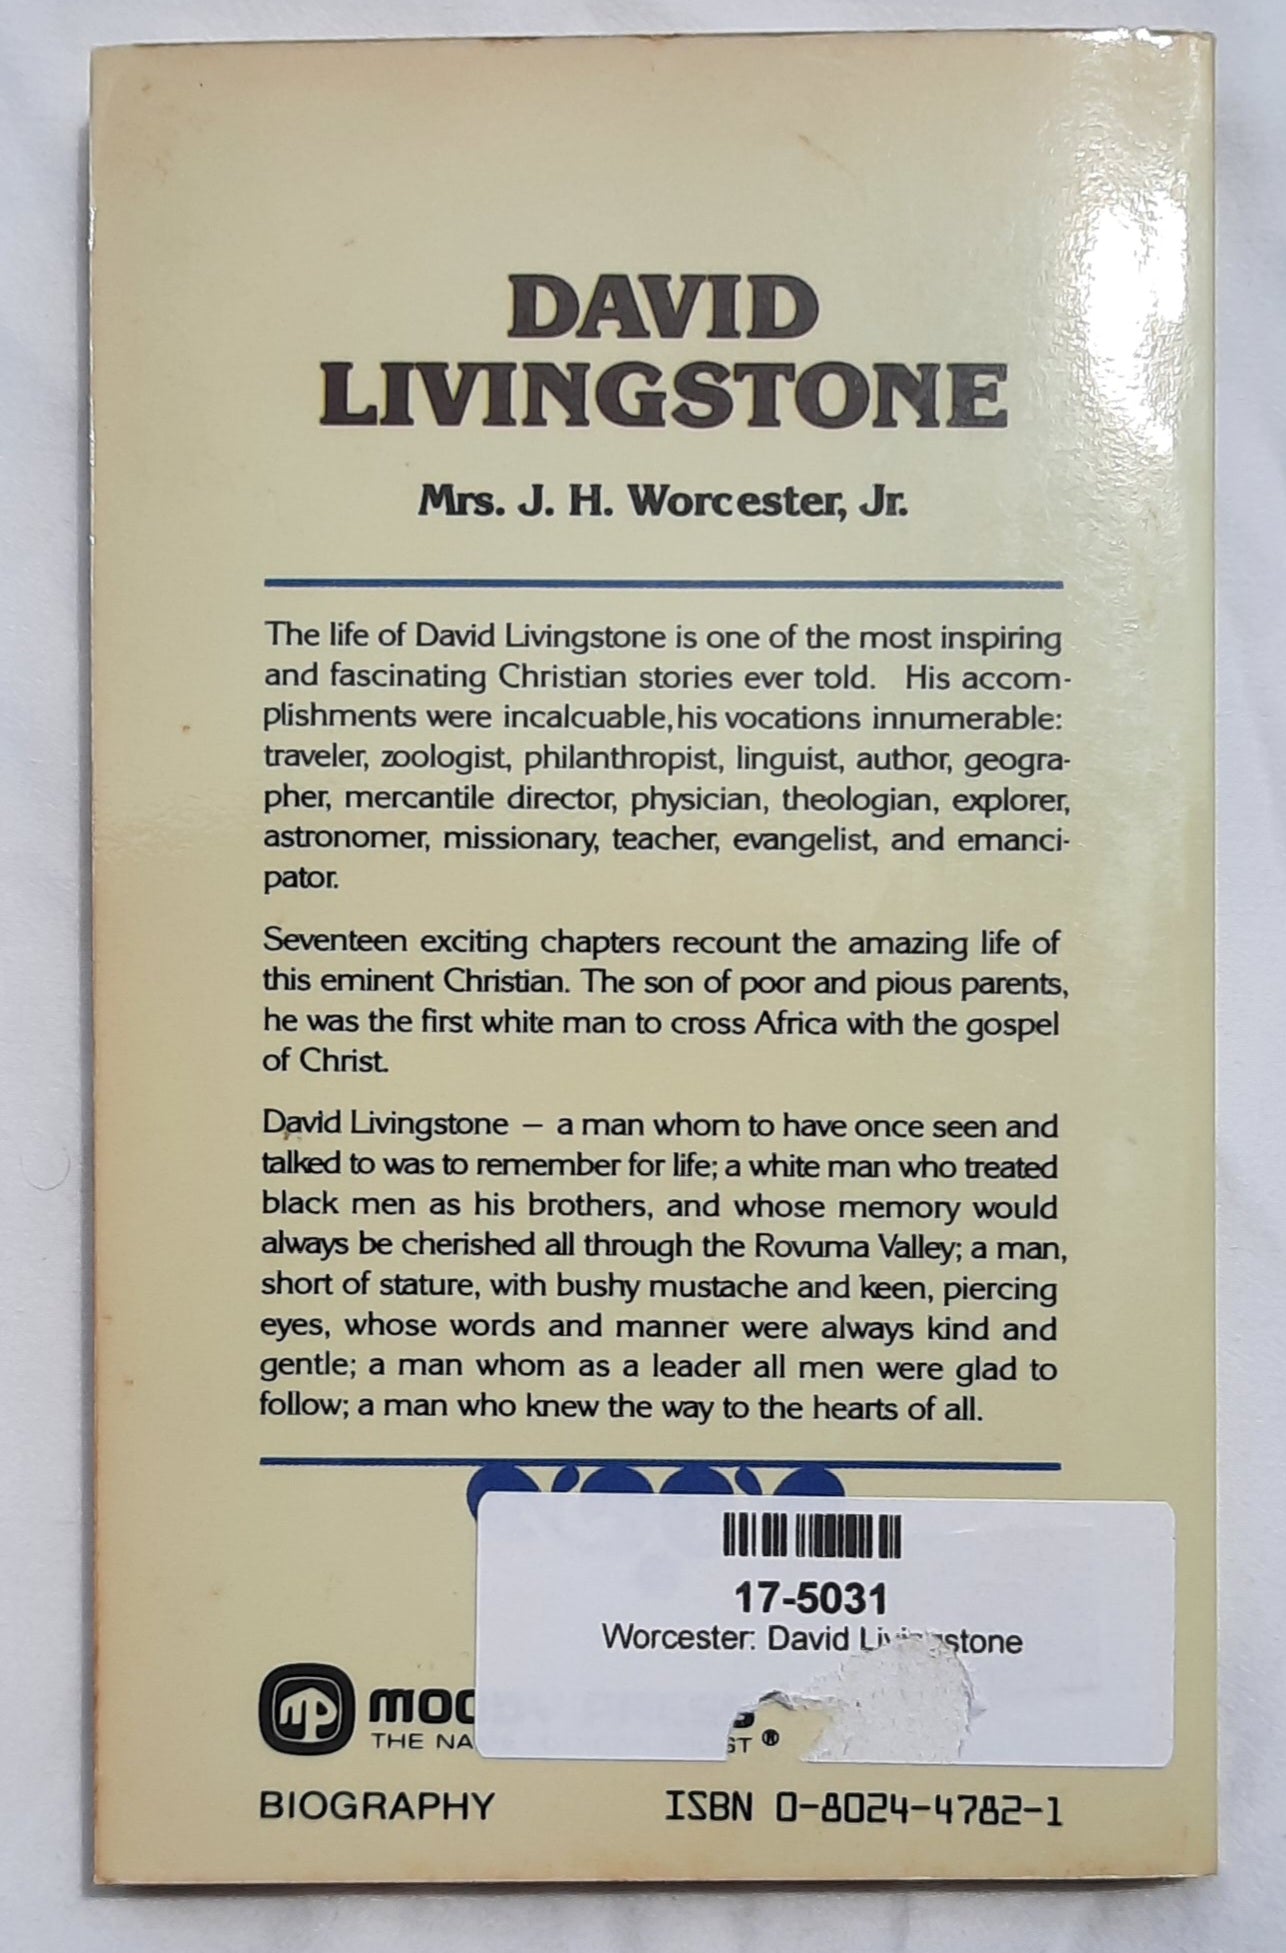 DAVID
LIVINGSTONE
Mrs. J. H. Worcester, Jr.
The life of David Livingstone is one of the most inspiring
and fascinating Christian stories ever told. His accom-
plishments were incalcuable, his vocations innumerable:
traveler, zoologist, philanthropist, linguist, author, geogra-
pher, mercantile director, physician, theologian, explorer,
astronomer, missionary, teacher, evangelist, and emanci-
pator.
Seventeen exciting chapters recount the amazing life of
this eminent Christian. The son of poor and pious parents,
he was the first white man to cross Africa with the gospel
of Christ.
David Livingstone – a man whom to have once seen and
talked to was to remember for life; a white man who treated
black men as his brothers, and whose memory would
always be cherished all through the Rovuma Valley; a man,
short of stature, with bushy mustache and keen, piercing
eyes, whose words and manner were always kind and
gentle; a man whom as a leader all men were glad to
follow; a man who knew the way to the hearts of all.
17-5031
Worcester: David Livingstone
mp MOODY PRESS
THE NA
BIOGRAPHY
ISBN 0-8024-4782-1